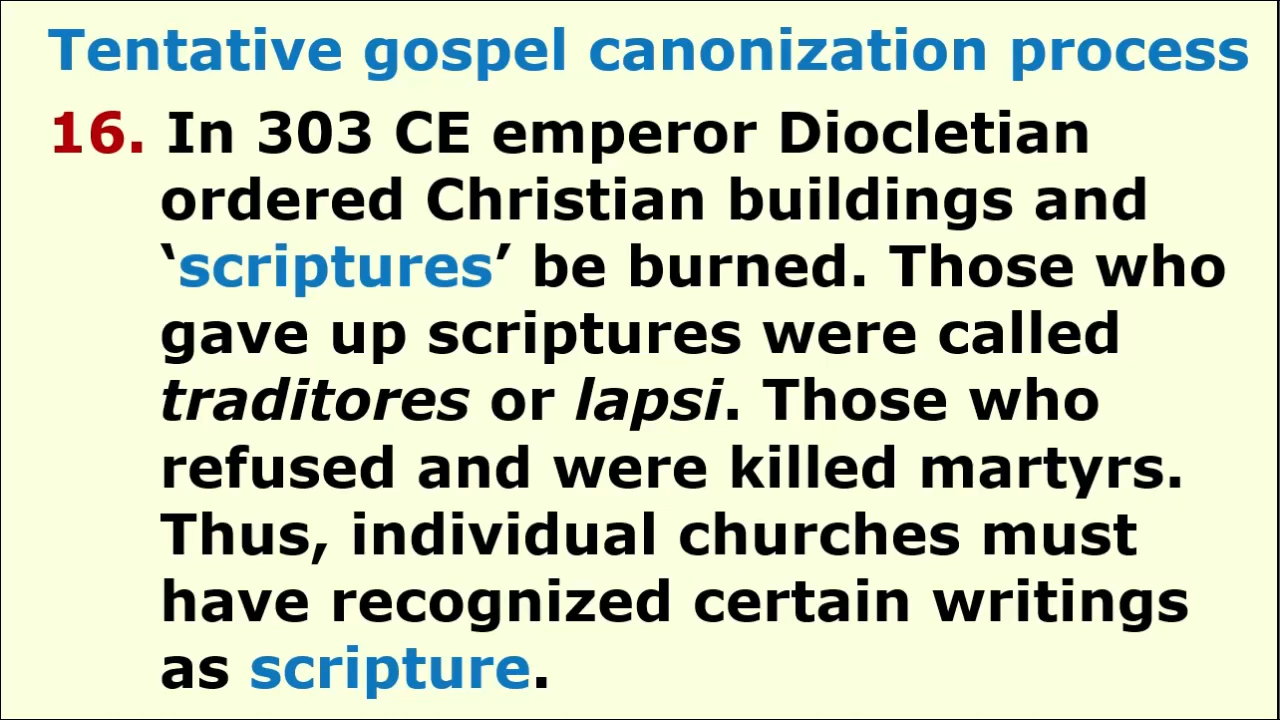 Tentative gospel canonization process
16. In 303 CE emperor Diocletian
ordered Christian buildings and
‘scriptures’ be burned. Those who
gave up scriptures were called
traditores or lapsi. Those who
refused and were killed martyrs.
Thus, individual churches must
have recognized certain writings
as scripture.